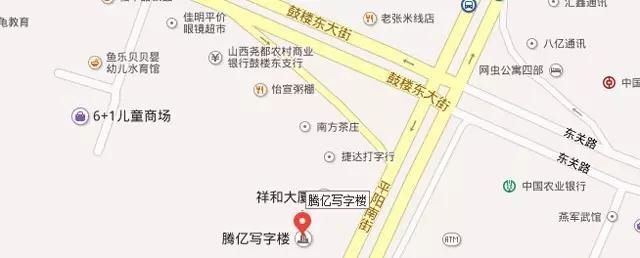 汇鑫通讯
佳明平价
眼镜超市
老张米线店
龟教育
鼓楼东大街
八亿通讯
鱼乐贝贝婴
幼儿水育馆
山西尧都农村商业
银行鼓楼东支行
网虫公寓四部
中国
鼓楼东大街
怡宣粥棚
6+1儿童商场
南方茶庄
东关路
东关路
捷达打字行
平阳南街
中国农业银行
祥和大厦
腾亿写字楼
燕军武馆
腾亿写字楼
ATM